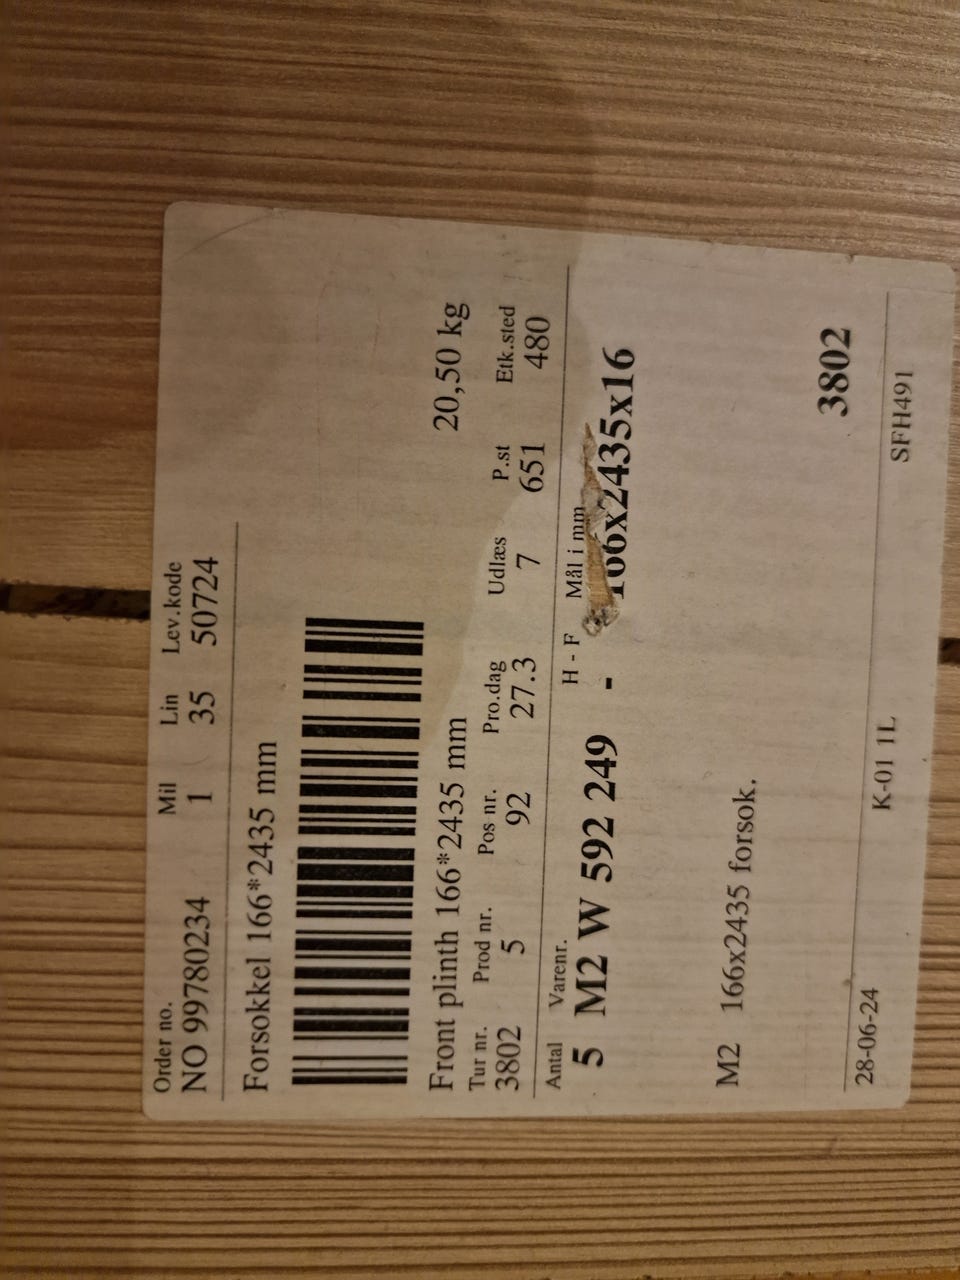 Order no. Mil Lin Lev.kode
NO 99780234 1 35 50724
Forsokkel 166*2435 mm
Front plinth 166*2435 mm 20,50 kg
Tur nr. Prod nr. Pos nr. Pro.dag Udlæs P.st Etk.sted
3802 5 92 27.3 7 651 480
Antal Varenr. H - F Mål i mm
5 M2 W 592 249 - 166x2435x16
M2 166x2435 forsok.
3802
28-06-24 K-01 1L SFH491